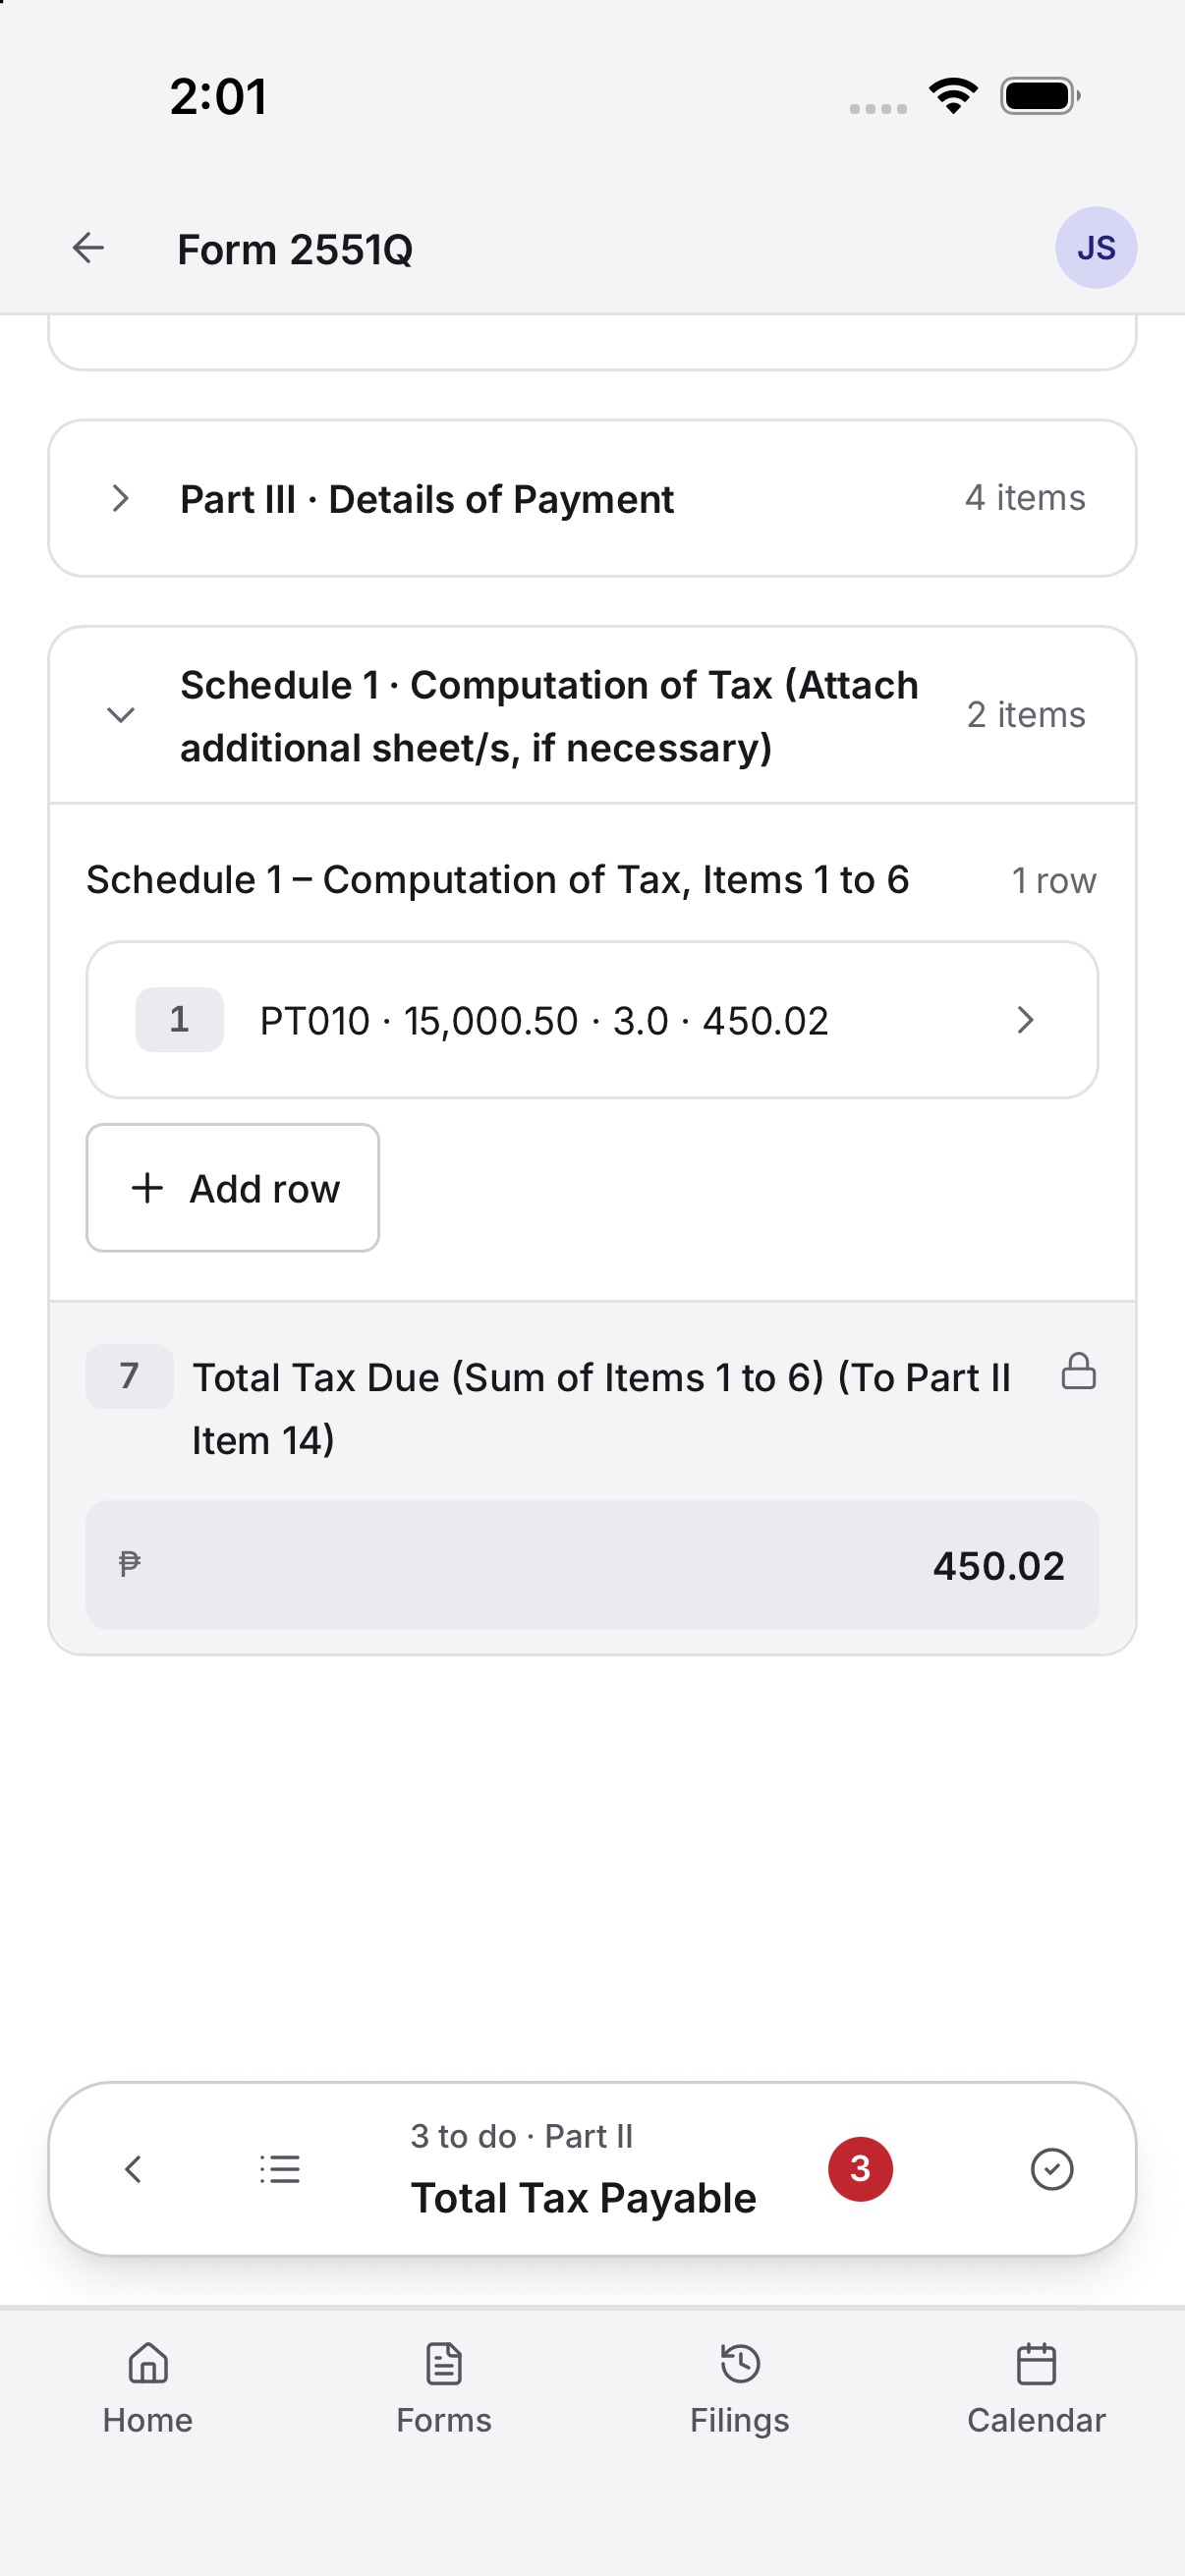 2:01
Form 2551Q
JS
Part III · Details of Payment
4 items
Schedule 1 · Computation of Tax (Attach
additional sheet/s, if necessary)
2 items
Schedule 1 – Computation of Tax, Items 1 to 6
1 row
1
PT010 · 15,000.50 · 3.0 · 450.02
Add row
7
Total Tax Due (Sum of Items 1 to 6) (To Part II
Item 14)
₱
450.02
3 to do · Part II
Total Tax Payable
3
Home
Forms
Filings
Calendar